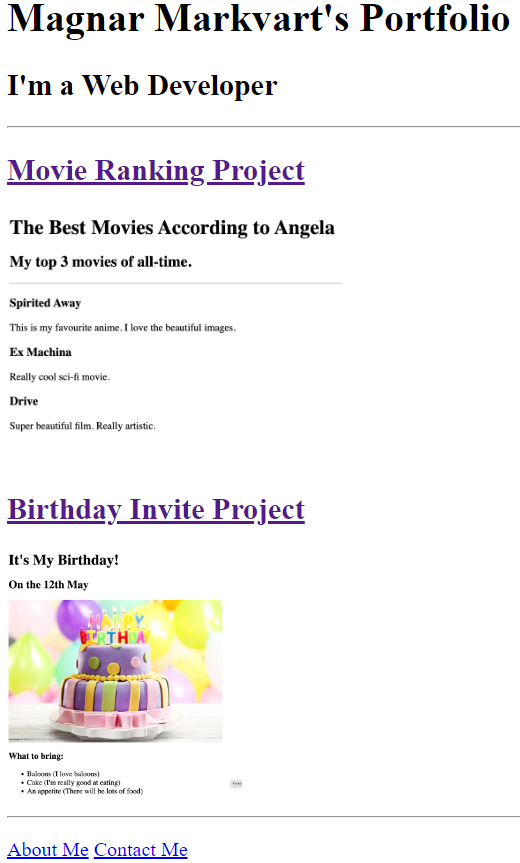 Magnar Markvart's Portfolio
I'm a Web Developer
Movie Ranking Project
The Best Movies According to Angela
My top 3 movies of all-time.
Spirited Away
This is my favourite anime. I love the beautiful images.
Ex Machina
Really cool sci-fi movie.
Drive
Super beautiful film. Really artistic.
Birthday Invite Project
It's My Birthday!
On the 12th May
HAPPY
BIRTHDAY
What to bring:
Baloons (I love baloons)
Cake (I'm really good at eating)
An appetite (There will be lots of food)
About Me Contact Me